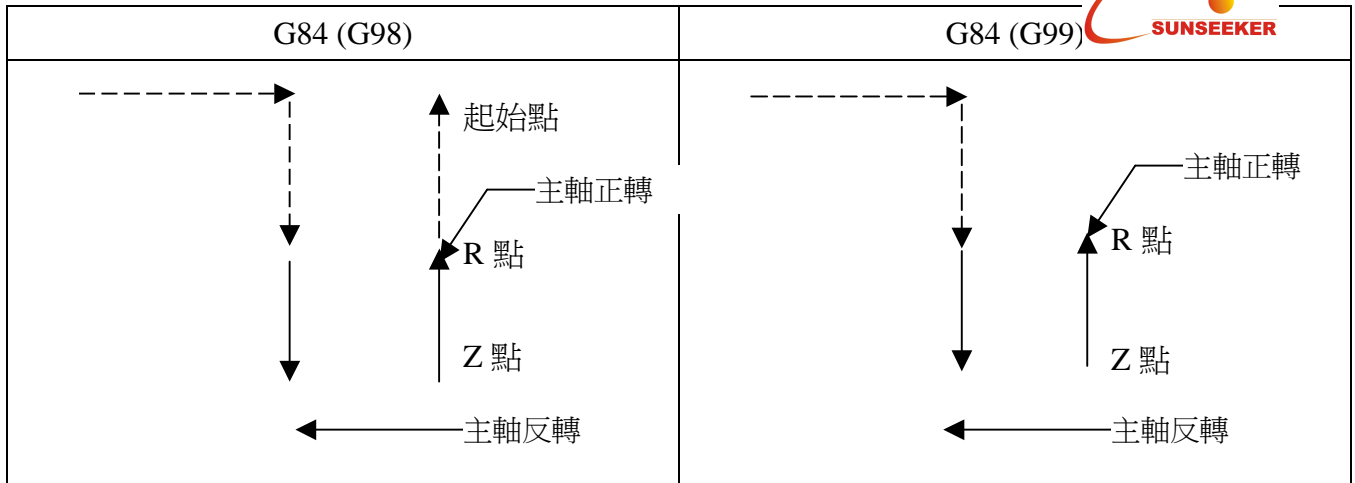 G84 (G98)
G84 (G99)
SUNSEEKER
起始點
主軸正轉
R 點
Z 點
主軸反轉
主軸正轉
R 點
Z 點
主軸反轉